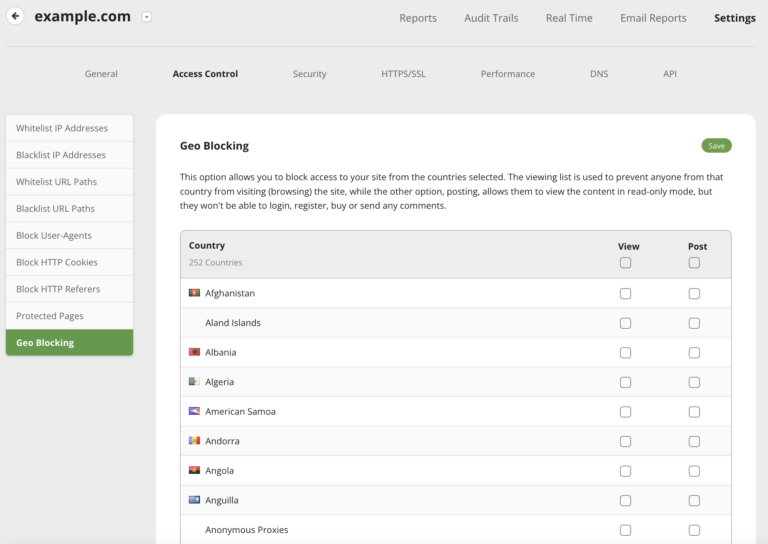 example.com
Reports Audit Trails Real Time Email Reports Settings
General Access Control Security HTTPS/SSL Performance DNS API
Whitelist IP Addresses
Blacklist IP Addresses
Whitelist URL Paths
Blacklist URL Paths
Block User-Agents
Block HTTP Cookies
Block HTTP Referers
Protected Pages
Geo Blocking
Geo Blocking Save
This option allows you to block access to your site from the countries selected. The viewing list is used to prevent anyone from that
country from visiting (browsing) the site, while the other option, posting, allows them to view the content in read-only mode, but
they won't be able to login, register, buy or send any comments.
Country View Post
252 Countries
Afghanistan
Aland Islands
Albania
Algeria
American Samoa
Andorra
Angola
Anguilla
Anonymous Proxies